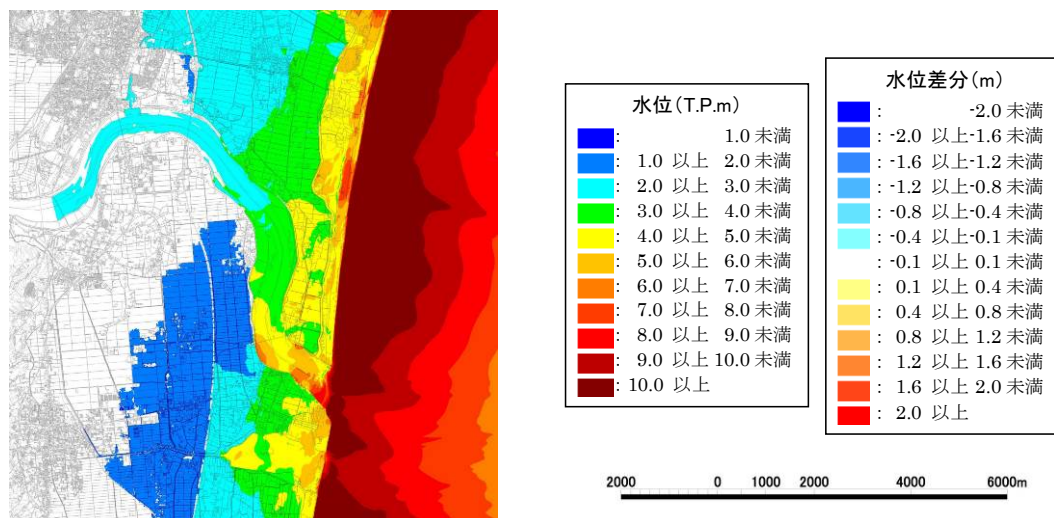 水位（T.P.m）
: 1.0 未満
: 1.0 以上 2.0 未満
: 2.0 以上 3.0 未満
: 3.0 以上 4.0 未満
: 4.0 以上 5.0 未満
: 5.0 以上 6.0 未満
: 6.0 以上 7.0 未満
: 7.0 以上 8.0 未満
: 8.0 以上 9.0 未満
: 9.0 以上 10.0 未満
: 10.0 以上
水位差分（m）
: -2.0 未満
: -2.0 以上 -1.6 未満
: -1.6 以上 -1.2 未満
: -1.2 以上 -0.8 未満
: -0.8 以上 -0.4 未満
: -0.4 以上 -0.1 未満
: -0.1 以上 0.1 未満
: 0.1 以上 0.4 未満
: 0.4 以上 0.8 未満
: 0.8 以上 1.2 未満
: 1.2 以上 1.6 未満
: 1.6 以上 2.0 未満
: 2.0 以上
2000 0 1000 2000 4000 6000m